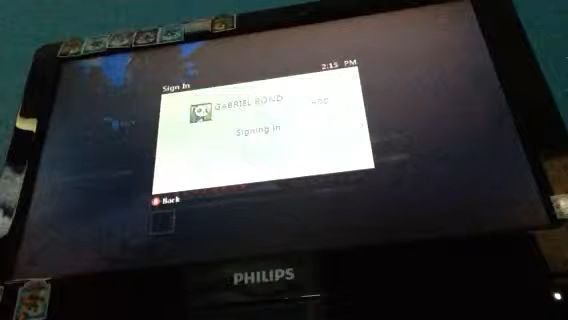 2:15 PM
Sign In
GABRIEL BOND
Signing in
B Back
PHILIPS